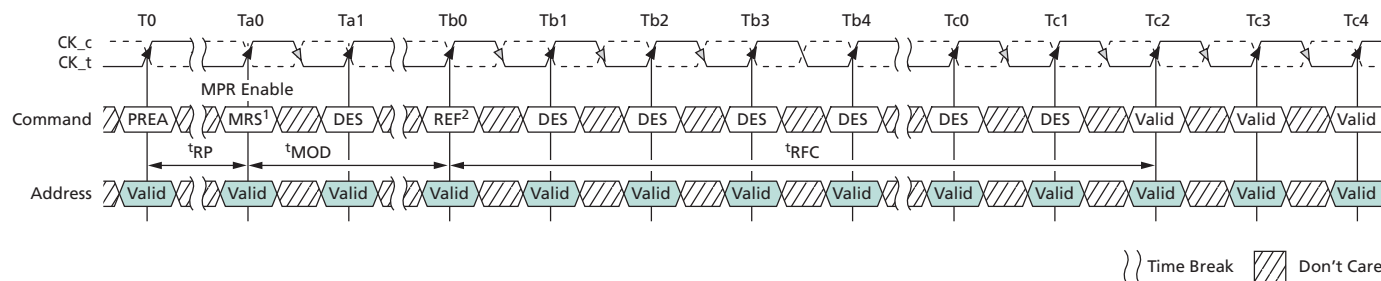 T0 Ta0 Ta1 Tb0 Tb1 Tb2 Tb3 Tb4 Tc0 Tc1 Tc2 Tc3 Tc4
CK_c
CK_t
MPR Enable
Command PREA MRS1 DES REF2 DES DES DES DES DES DES Valid Valid Valid
tRP tMOD tRFC
Address Valid Valid Valid Valid Valid Valid Valid Valid Valid Valid Valid Valid Valid
Time Break Don't Care